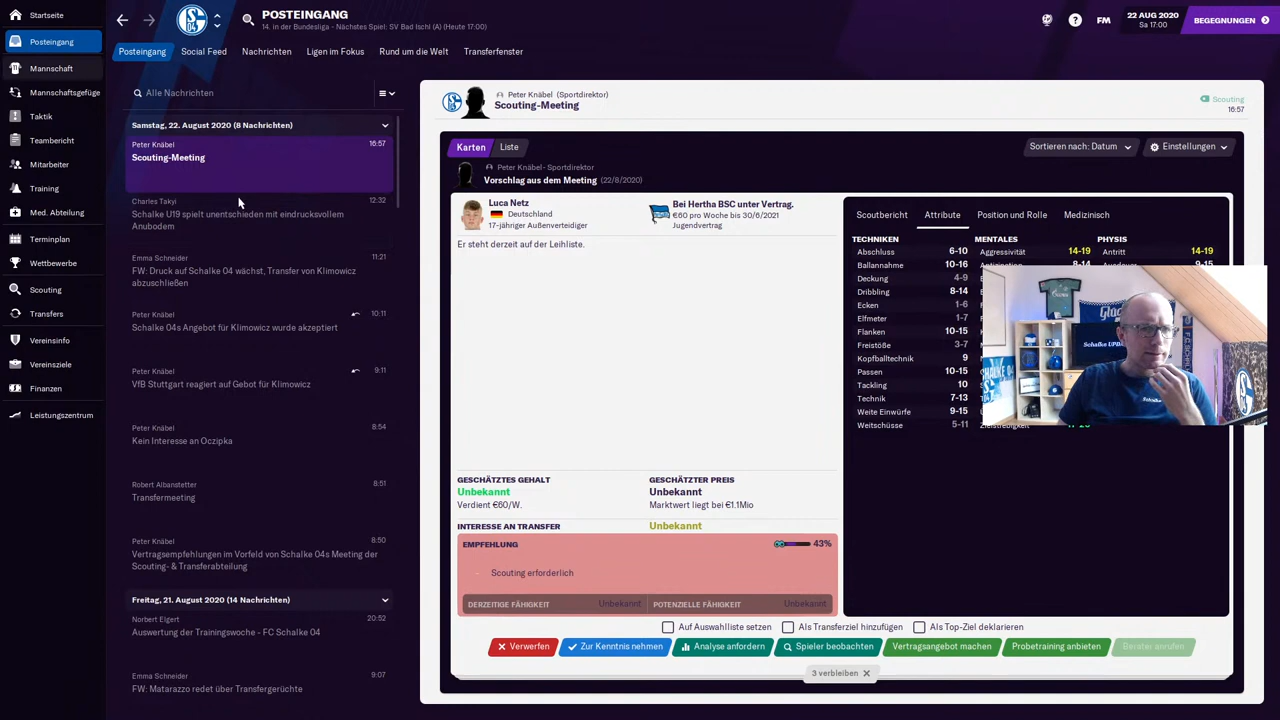 Startseite
Posteingang
Mannschaft
Mannschaftsgefüge
Taktik
Teambericht
Mitarbeiter
Training
Med. Abteilung
Terminplan
Wettbewerbe
Scouting
Transfers
Vereinsinfo
Vereinsziele
Finanzen
Leistungszentrum
POSTEINGANG
14. in der Bundesliga - Nächstes Spiel: SV Bad Ischl (A) (Heute 17:00)
?
FM
22 AUG 2020
Sa 17:00
BEGEGNUNGEN
Posteingang Social Feed Nachrichten Ligen im Fokus Rund um die Welt Transferfenster
Alle Nachrichten
Samstag, 22. August 2020 (8 Nachrichten)
Peter Knäbel 16:57
Scouting-Meeting
Charles Takyi 12:32
Schalke U19 spielt unentschieden mit eindrucksvollem
Anubodem
Emma Schneider 11:21
FW: Druck auf Schalke 04 wächst, Transfer von Klimowicz
abzuschließen
Peter Knäbel 10:11
Schalke 04s Angebot für Klimowicz wurde akzeptiert
Peter Knäbel 9:11
VfB Stuttgart reagiert auf Gebot für Klimowicz
Peter Knäbel 8:54
Kein Interesse an Oczipka
Robert Albanstetter 8:51
Transfermeeting
Peter Knäbel 8:50
Vertragsempfehlungen im Vorfeld von Schalke 04s Meeting der
Scouting- & Transferabteilung
Freitag, 21. August 2020 (14 Nachrichten)
Norbert Elgert 20:52
Auswertung der Trainingswoche - FC Schalke 04
Emma Schneider 9:07
FW: Matarazzo redet über Transfergerüchte
Peter Knäbel (Sportdirektor)
Scouting-Meeting
Scouting
16:57
Karten Liste
Sortieren nach: Datum
Einstellungen
Peter Knäbel- Sportdirektor
Vorschlag aus dem Meeting (22/8/2020)
Luca Netz
Deutschland
17-jähriger Außenverteidiger
Bei Hertha BSC unter Vertrag.
€60 pro Woche bis 30/6/2021
Jugendvertrag
Er steht derzeit auf der Leihliste.
GESCHÄTZTES GEHALT
Unbekannt
Verdient €60/W.
GESCHÄTZTER PREIS
Unbekannt
Marktwert liegt bei €1.1Mio
INTERESSE AN TRANSFER Unbekannt
EMPFEHLUNG 43%
- Scouting erforderlich
DERZEITIGE FÄHIGKEIT Unbekannt POTENZIELLE FÄHIGKEIT Unbekannt
Scoutbericht Attribute Position und Rolle Medizinisch
TECHNIKEN
Abschluss 6-10
Ballannahme 10-16
Deckung 4-9
Dribbling 8-14
Ecken 1-6
Elfmeter 1-7
Flanken 10-15
Freistöße 3-7
Kopfballtechnik 9
Passen 10-15
Tackling 10
Technik 7-13
Weite Einwürfe 9-15
Weitschüsse 5-11
MENTALES
Aggressivität 14-19
PHYSIS
Antritt 14-19
Schalke UPD
Auf Auswahlliste setzen Als Transferziel hinzufügen Als Top-Ziel deklarieren
Verwerfen Zur Kenntnis nehmen Analyse anfordern Spieler beobachten Vertragsangebot machen Probetraining anbieten Berater anrufen
3 verbleiben